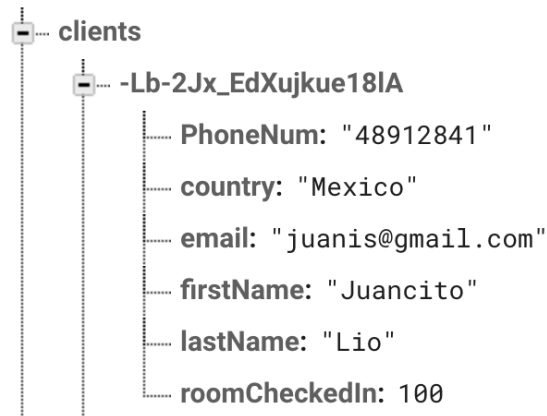 clients
-Lb-2Jx_EdXujkue18lA
PhoneNum: "48912841"
country: "Mexico"
email: "juanis@gmail.com"
firstName: "Juancito"
lastName: "Lio"
roomCheckedIn: 100